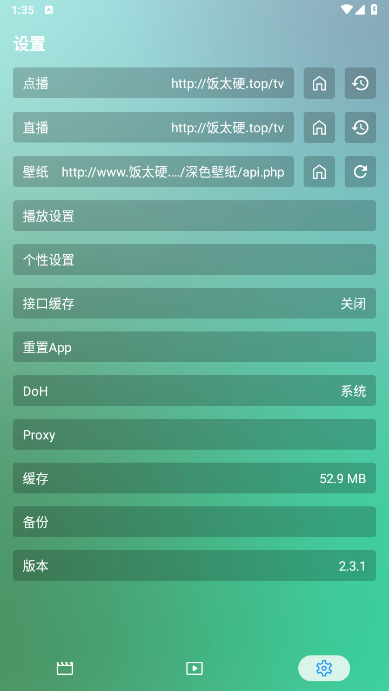 1:35
设置
点播 http://饭太硬.top/tv
直播 http://饭太硬.top/tv
壁纸 http://www.饭太硬.…/深色壁纸/api.php
播放设置
个性设置
接口缓存 关闭
重置App
DoH 系统
Proxy
缓存 52.9 MB
备份
版本 2.3.1